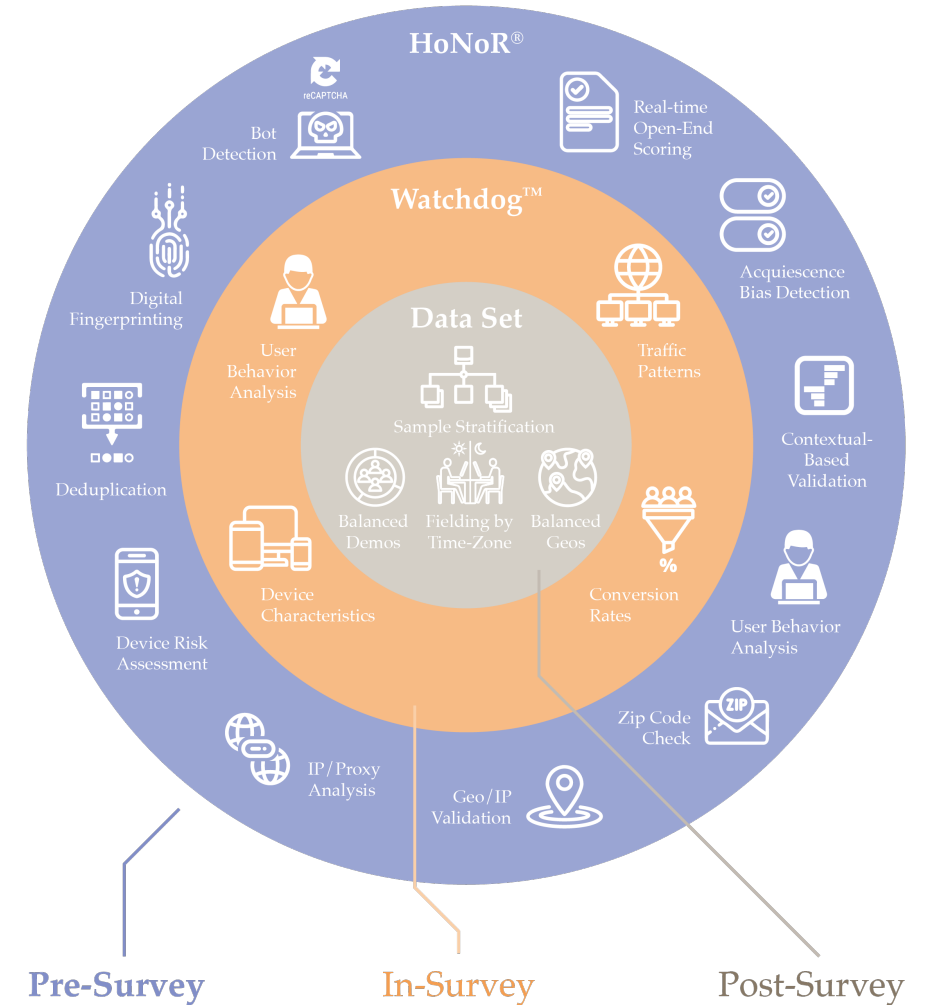 HoNoR®
reCAPTCHA
Bot
Detection
Real-time
Open-End
Scoring
Digital
Fingerprinting
Acquiescence
Bias Detection
Deduplication
Contextual-
Based
Validation
Device Risk
Assessment
User Behavior
Analysis
IP/Proxy
Analysis
Geo/IP
Validation
Zip Code
Check
ZIP
Watchdog™
User
Behavior
Analysis
Traffic
Patterns
Device
Characteristics
%
Conversion
Rates
Data Set
Sample Stratification
Balanced
Demos
Fielding by
Time-Zone
Balanced
Geos
Pre-Survey
In-Survey
Post-Survey